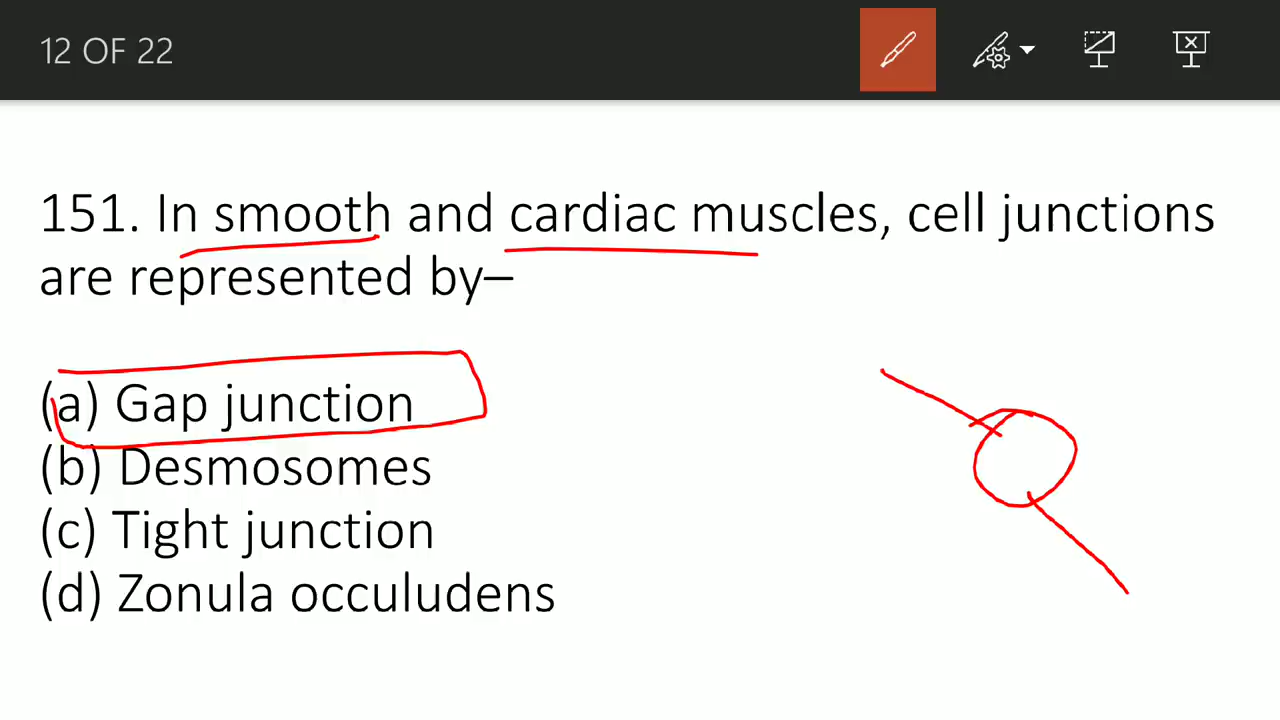 12 OF 22
151. In smooth and cardiac muscles, cell junctions
are represented by–
(a) Gap junction
(b) Desmosomes
(c) Tight junction
(d) Zonula occuludens